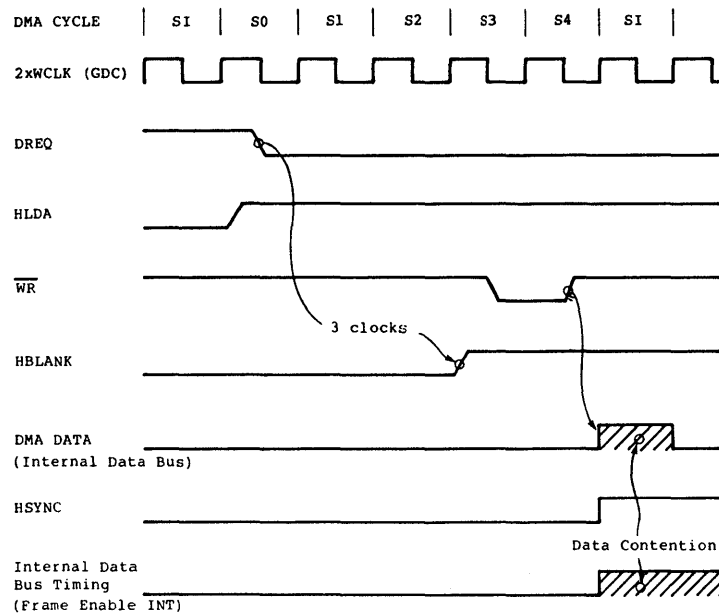 DMA CYCLE SI S0 S1 S2 S3 S4 SI
2xWCLK (GDC)
DREQ
HLDA
WR
3 clocks
HBLANK
DMA DATA
(Internal Data Bus)
HSYNC
Data Contention
Internal Data
Bus Timing
(Frame Enable INT)